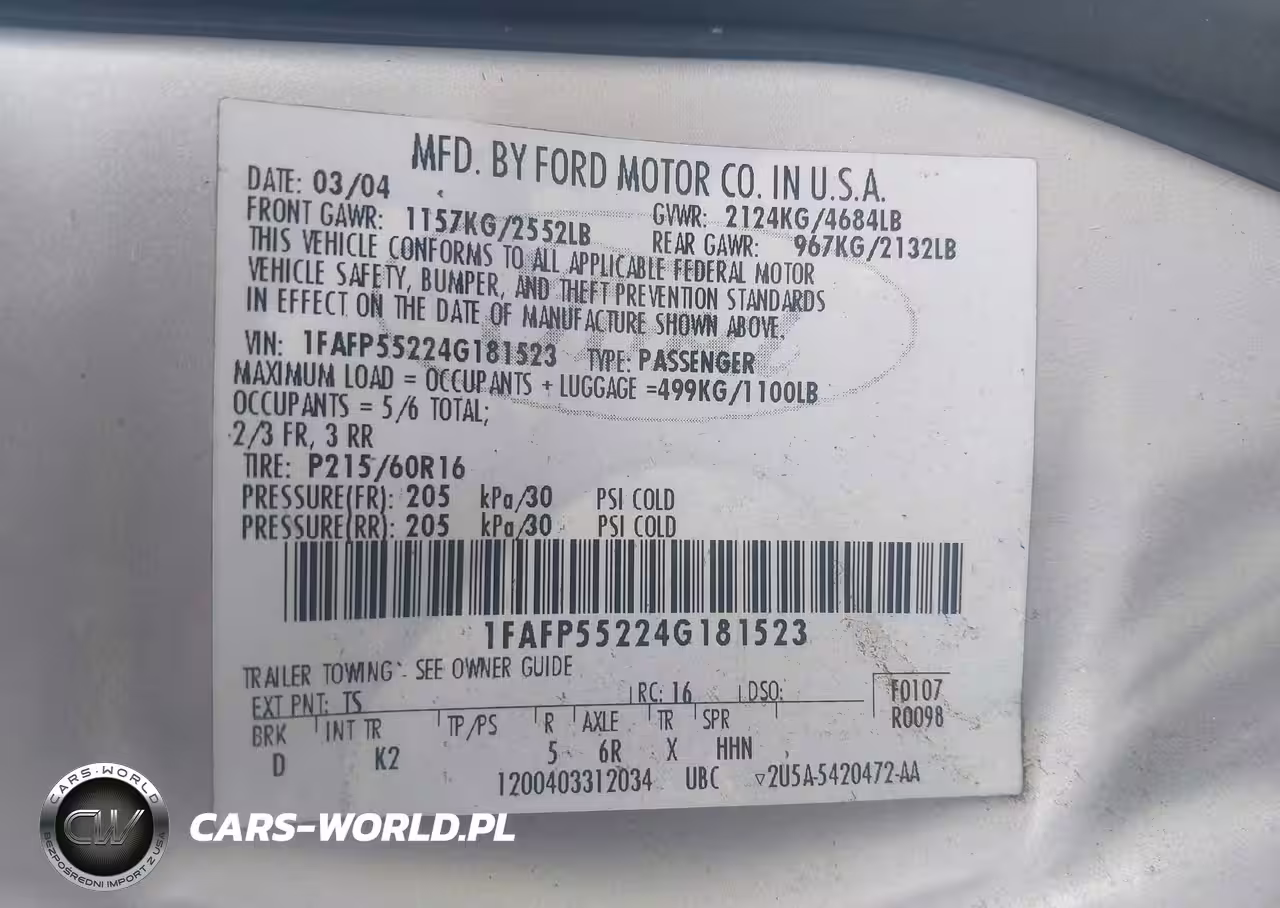 MFD. BY FORD MOTOR CO. IN U.S.A.
DATE: 03/04
FRONT GAWR: 1157KG/2552LB
GVWR: 2124KG/4684LB
REAR GAWR: 967KG/2132LB
THIS VEHICLE CONFORMS TO ALL APPLICABLE FEDERAL MOTOR
VEHICLE SAFETY, BUMPER, AND THEFT PREVENTION STANDARDS
IN EFFECT ON THE DATE OF MANUFACTURE SHOWN ABOVE.
VIN: 1FAFP55224G181523 TYPE: PASSENGER
MAXIMUM LOAD = OCCUPANTS + LUGGAGE =499KG/1100LB
OCCUPANTS = 5/6 TOTAL;
2/3 FR, 3 RR
TIRE: P215/60R16
PRESSURE(FR): 205 kPa/30 PSI COLD
PRESSURE(RR): 205 kPa/30 PSI COLD
1FAFP55224G181523
TRAILER TOWING - SEE OWNER GUIDE
EXT PNT: TS RC: 16 DSO: F0107
R0098
BRK INT TR TP/PS R AXLE TR SPR
D K2 5 6R X HHN
1200403312034 UBC ▽2U5A-5420472-AA
CARS-WORLD
CW
BEZPOŚREDNI IMPORT Z USA
CARS-WORLD.PL